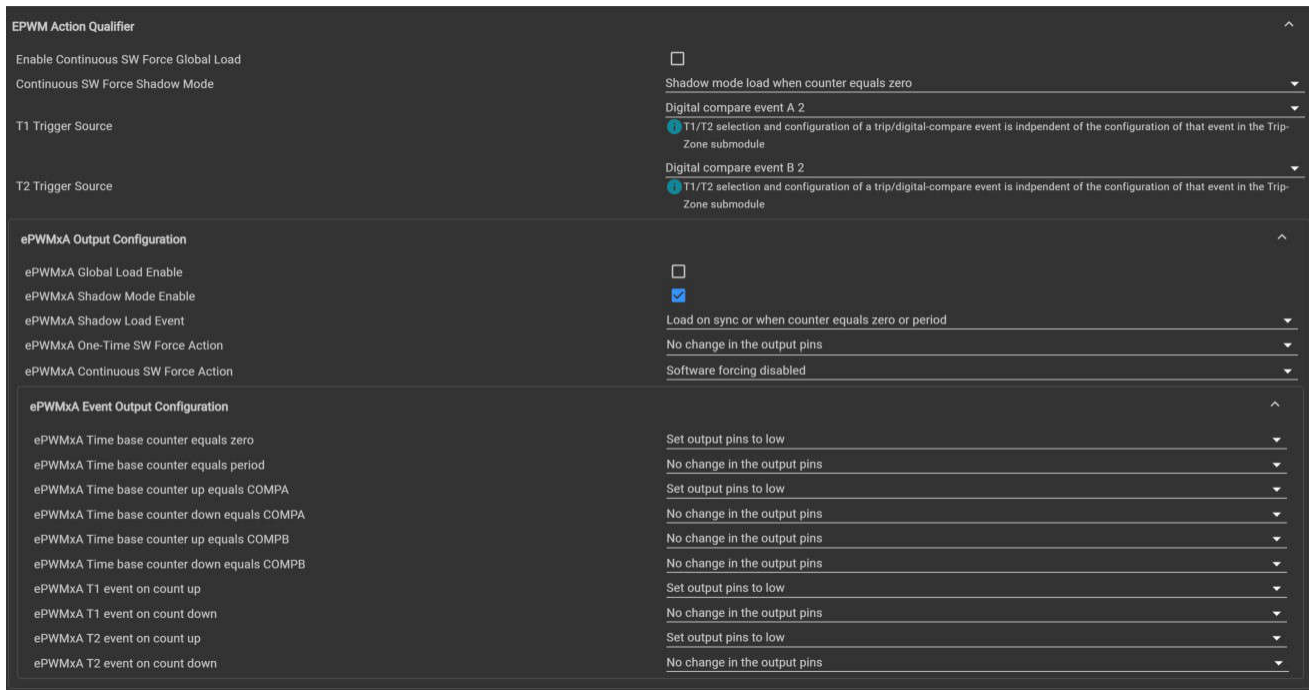 EPWM Action Qualifier
Enable Continuous SW Force Global Load
Continuous SW Force Shadow Mode
Shadow mode load when counter equals zero
T1 Trigger Source
Digital compare event A 2
T1/T2 selection and configuration of a trip/digital-compare event is indpendent of the configuration of that event in the Trip-
Zone submodule
T2 Trigger Source
Digital compare event B 2
T1/T2 selection and configuration of a trip/digital-compare event is indpendent of the configuration of that event in the Trip-
Zone submodule
ePWMxA Output Configuration
ePWMxA Global Load Enable
ePWMxA Shadow Mode Enable
ePWMxA Shadow Load Event
Load on sync or when counter equals zero or period
ePWMxA One-Time SW Force Action
No change in the output pins
ePWMxA Continuous SW Force Action
Software forcing disabled
ePWMxA Event Output Configuration
ePWMxA Time base counter equals zero
Set output pins to low
ePWMxA Time base counter equals period
No change in the output pins
ePWMxA Time base counter up equals COMPA
Set output pins to low
ePWMxA Time base counter down equals COMPA
No change in the output pins
ePWMxA Time base counter up equals COMPB
No change in the output pins
ePWMxA Time base counter down equals COMPB
No change in the output pins
ePWMxA T1 event on count up
Set output pins to low
ePWMxA T1 event on count down
No change in the output pins
ePWMxA T2 event on count up
Set output pins to low
ePWMxA T2 event on count down
No change in the output pins